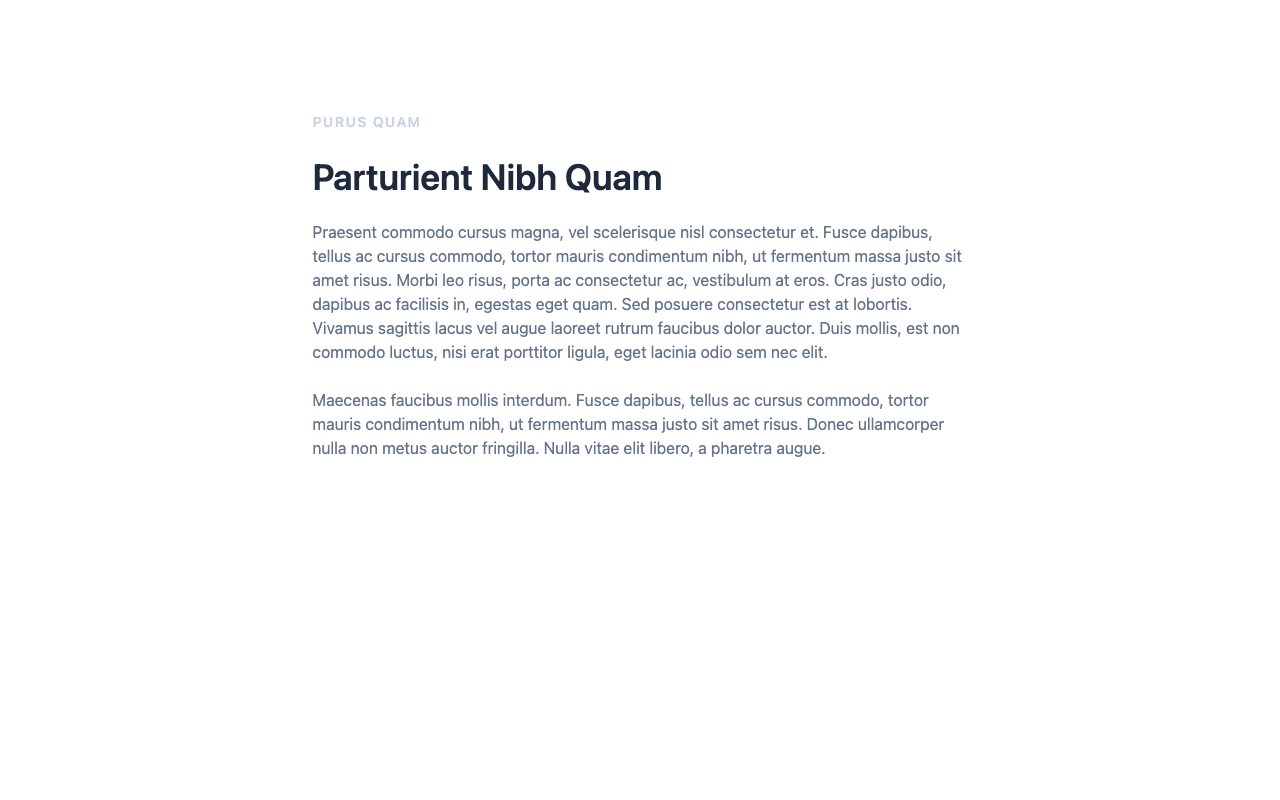 PURUS QUAM
Parturient Nibh Quam
Praesent commodo cursus magna, vel scelerisque nisl consectetur et. Fusce dapibus,
tellus ac cursus commodo, tortor mauris condimentum nibh, ut fermentum massa justo sit
amet risus. Morbi leo risus, porta ac consectetur ac, vestibulum at eros. Cras justo odio,
dapibus ac facilisis in, egestas eget quam. Sed posuere consectetur est at lobortis.
Vivamus sagittis lacus vel augue laoreet rutrum faucibus dolor auctor. Duis mollis, est non
commodo luctus, nisi erat porttitor ligula, eget lacinia odio sem nec elit.
Maecenas faucibus mollis interdum. Fusce dapibus, tellus ac cursus commodo, tortor
mauris condimentum nibh, ut fermentum massa justo sit amet risus. Donec ullamcorper
nulla non metus auctor fringilla. Nulla vitae elit libero, a pharetra augue.